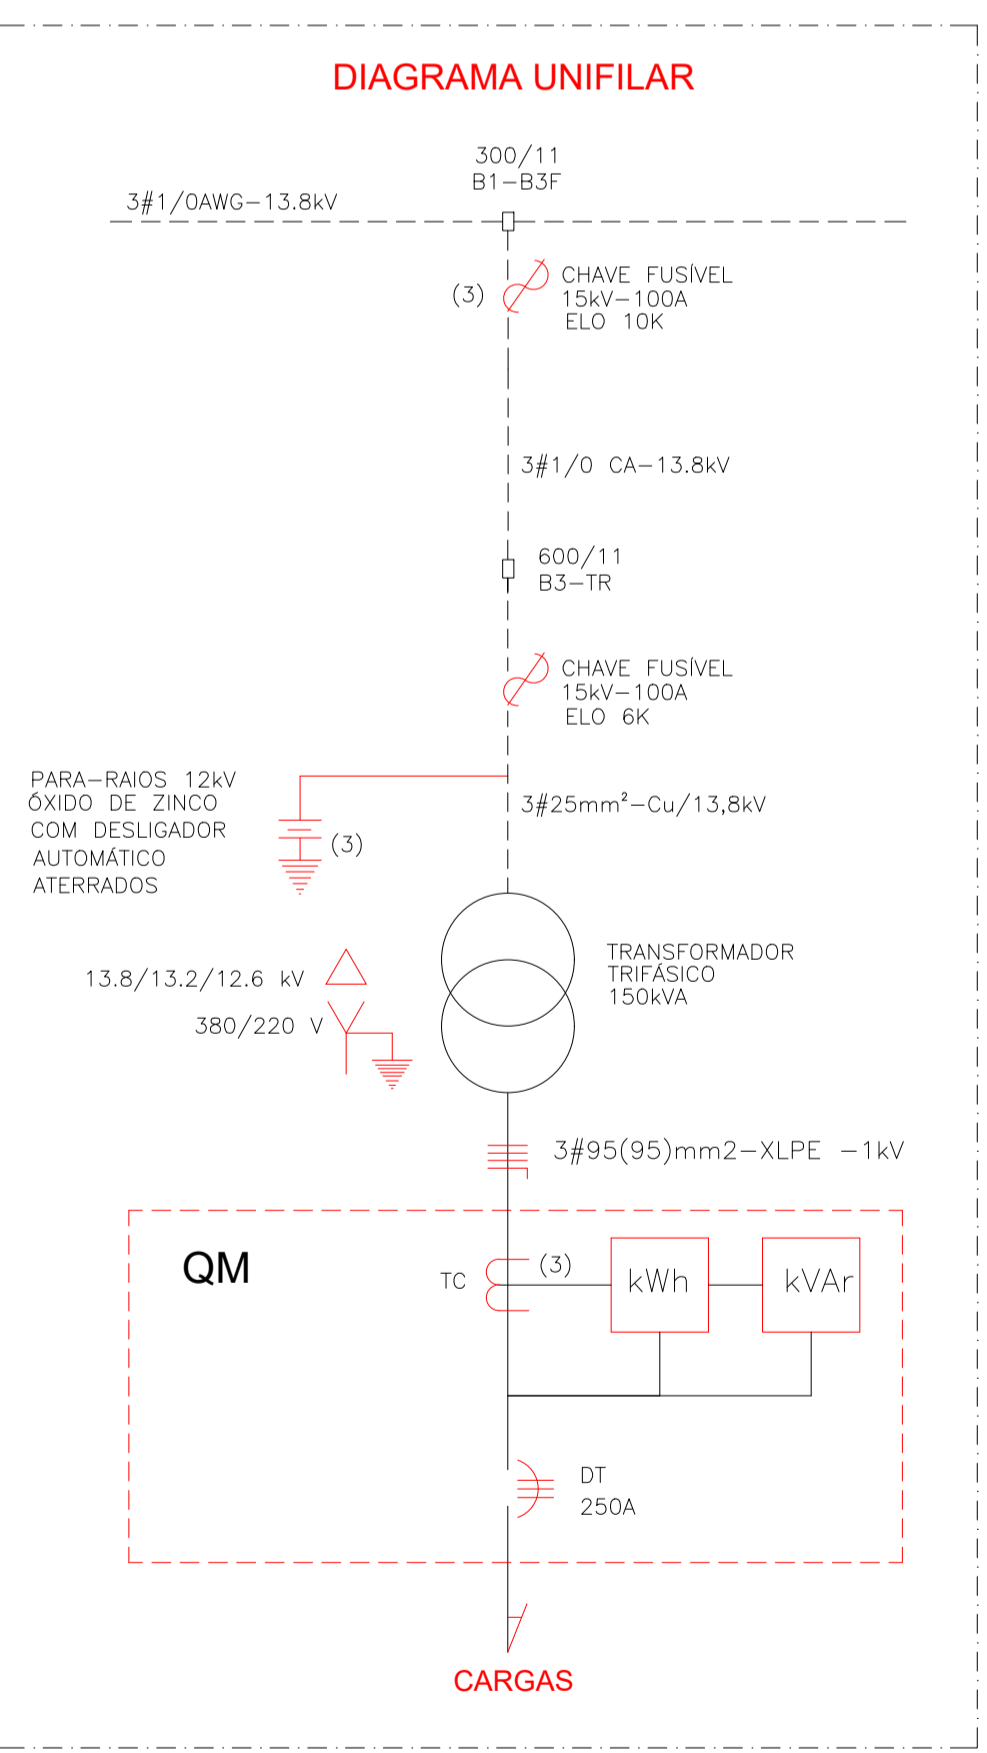 DIAGRAMA UNIFILAR
300/11
B1-B3F
3#1/0AWG-13.8kV
(3)
CHAVE FUSÍVEL
15kV-100A
ELO 10K
3#1/0 CA-13.8kV
600/11
B3-TR
CHAVE FUSÍVEL
15kV-100A
ELO 6K
PARA-RAIOS 12kV
ÓXIDO DE ZINCO
COM DESLIGADOR
AUTOMÁTICO
ATERRADOS
(3)
3#25mm²-Cu/13,8kV
TRANSFORMADOR
TRIFÁSICO
150kVA
13.8/13.2/12.6 kV
380/220 V
3#95(95)mm2-XLPE -1kV
QM
TC
(3)
kWh
kVAr
DT
250A
CARGAS